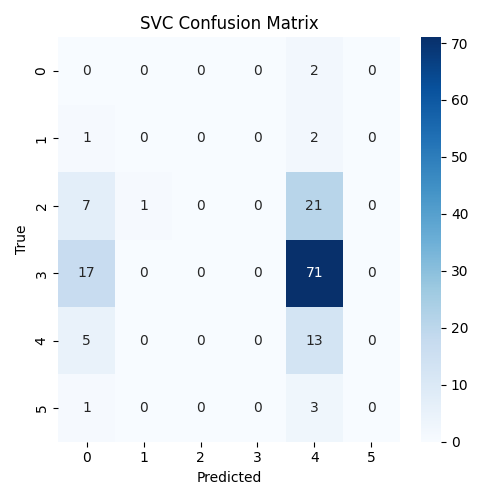 SVC Confusion Matrix
0 0 0 0 0 2 0
1 1 0 0 0 2 0
2 7 1 0 0 21 0
3 17 0 0 0 71 0
4 5 0 0 0 13 0
5 1 0 0 0 3 0
0 1 2 3 4 5
Predicted
True
70
60
50
40
30
20
10
0